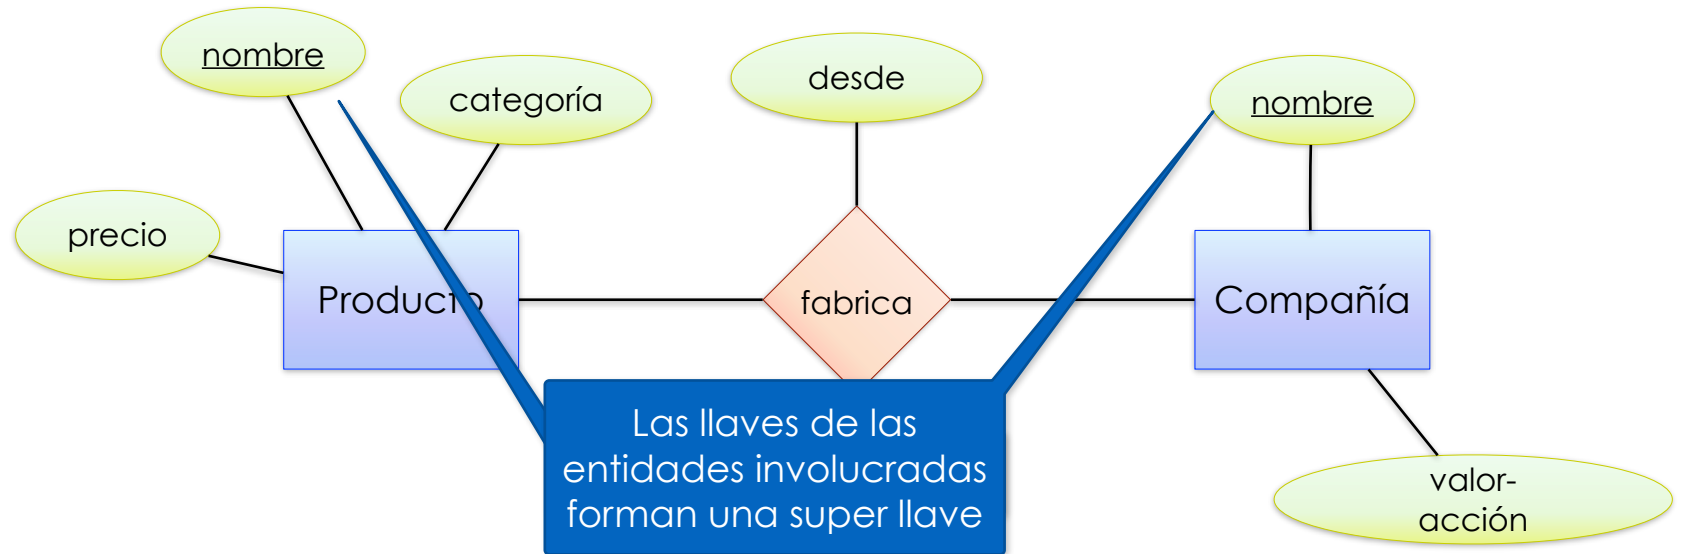 nombre
categoría
desde
nombre
precio
Producto
fabrica
Compañía
Las llaves de las
entidades involucradas
forman una super llave
valor-
acción